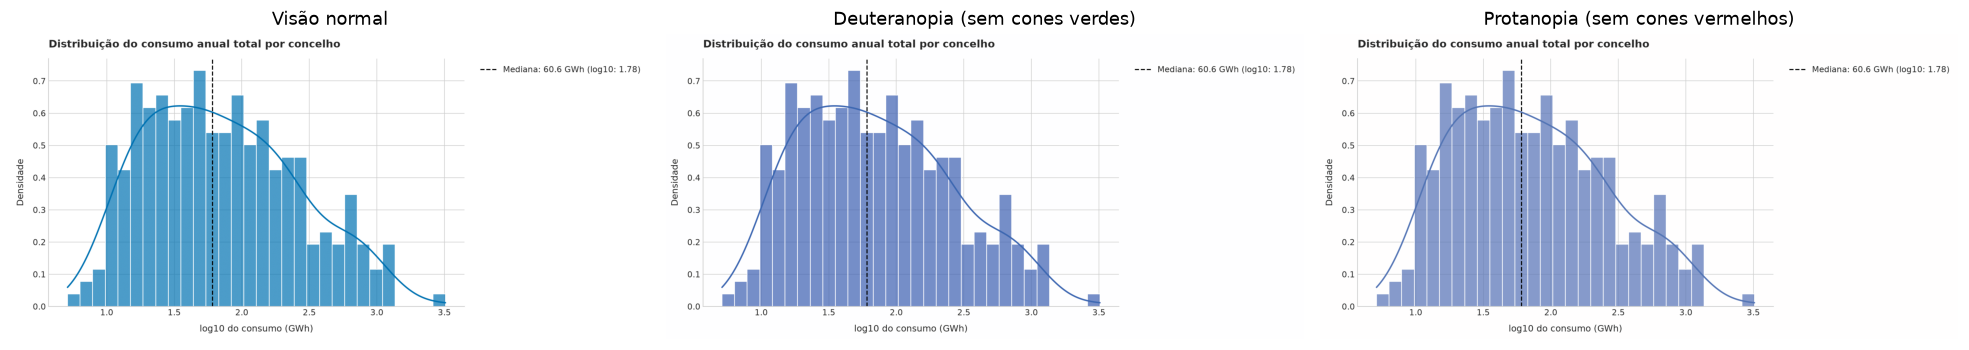 Visão normal
Distribuição do consumo anual total por concelho
Mediana: 60.6 GWh (log10: 1.78)
0.7
0.6
0.5
0.4
0.3
0.2
0.1
0.0
Densidade
1.0 1.5 2.0 2.5 3.0 3.5
log10 do consumo (GWh)
Deuteranopia (sem cones verdes)
Distribuição do consumo anual total por concelho
Mediana: 60.6 GWh (log10: 1.78)
0.7
0.6
0.5
0.4
0.3
0.2
0.1
0.0
Densidade
1.0 1.5 2.0 2.5 3.0 3.5
log10 do consumo (GWh)
Protanopia (sem cones vermelhos)
Distribuição do consumo anual total por concelho
Mediana: 60.6 GWh (log10: 1.78)
0.7
0.6
0.5
0.4
0.3
0.2
0.1
0.0
Densidade
1.0 1.5 2.0 2.5 3.0 3.5
log10 do consumo (GWh)